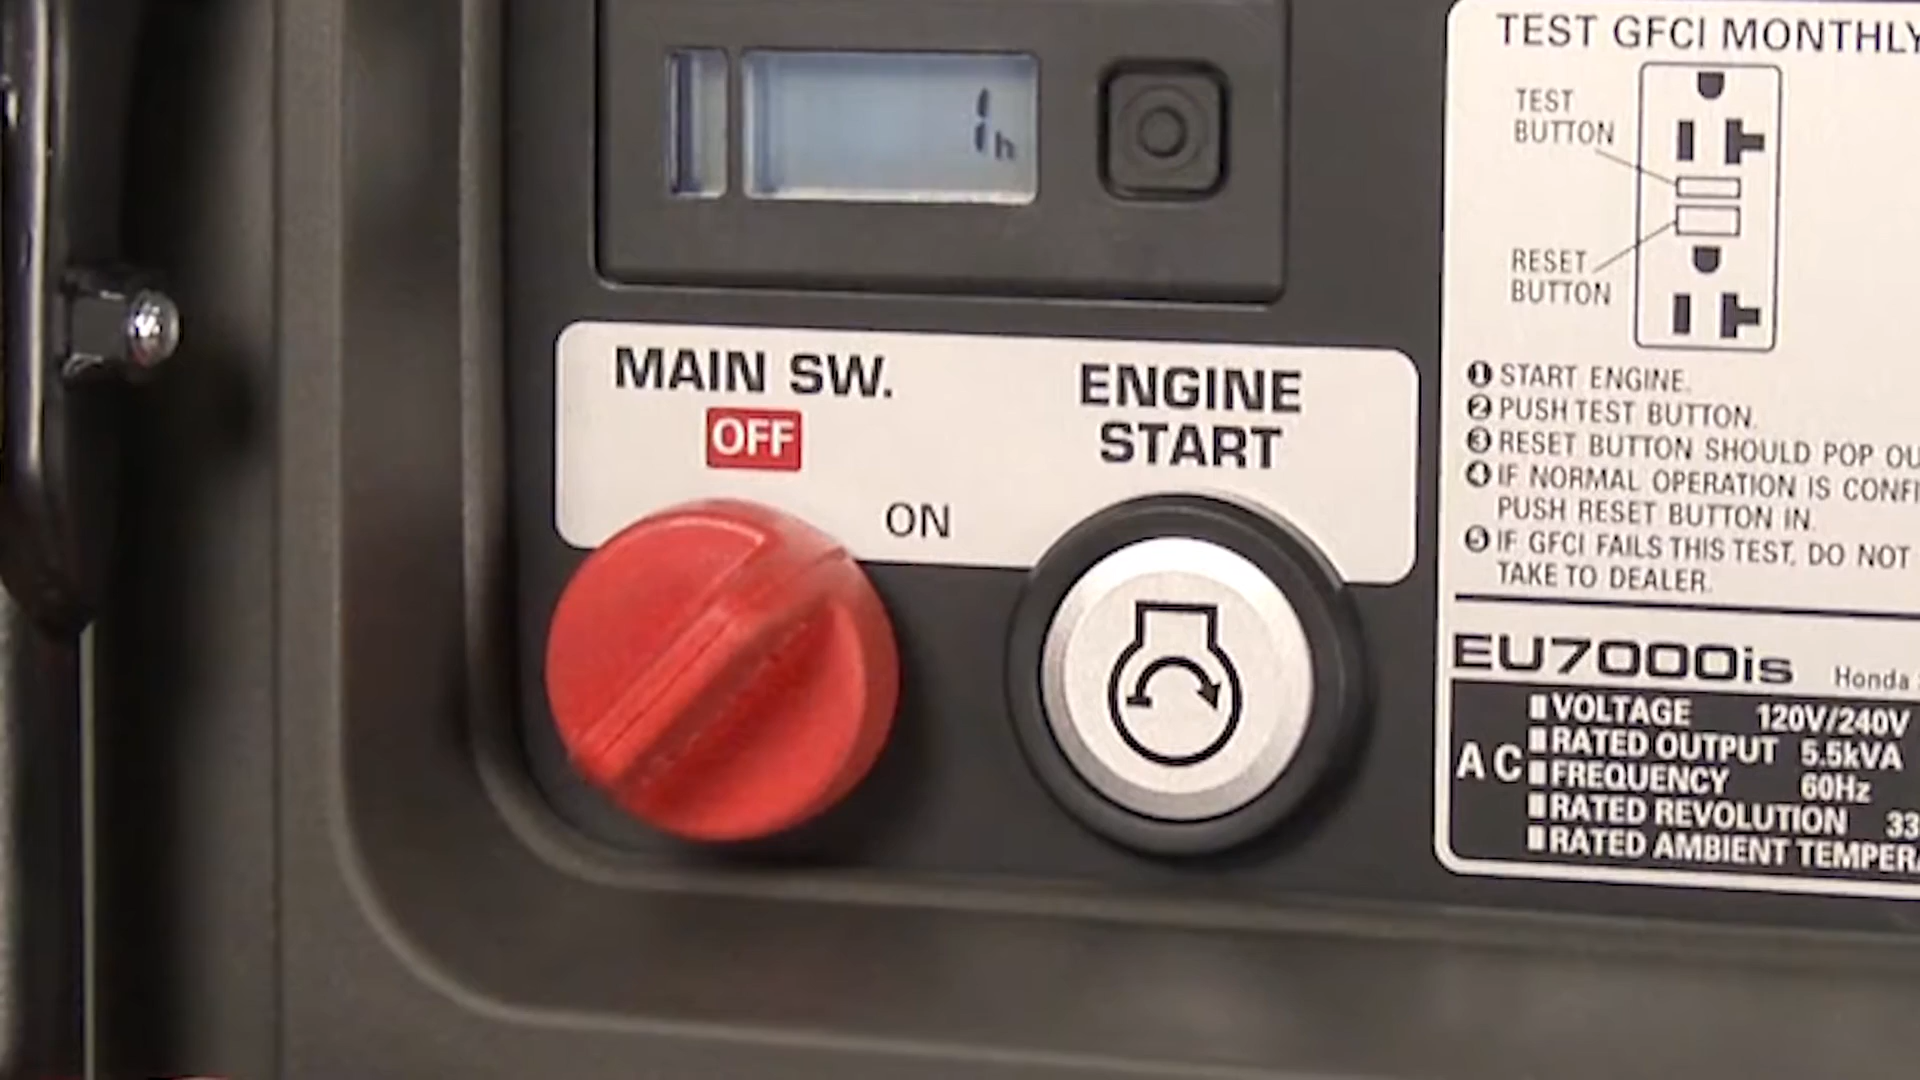 1h
MAIN SW.
OFF
ON
ENGINE
START
TEST GFCI MONTHLY
TEST
BUTTON
RESET
BUTTON
1 START ENGINE.
2 PUSH TEST BUTTON.
3 RESET BUTTON SHOULD POP
4 IF NORMAL OPERATION IS
PUSH RESET BUTTON IN.
5 IF GFCI FAILS THIS TEST, DO NOT
TAKE TO DEALER.
EU7000is Honda
AC
VOLTAGE 120V/240V
RATED OUTPUT 5.5kVA
FREQUENCY 60Hz
RATED REVOLUTION 33
RATED AMBIENT